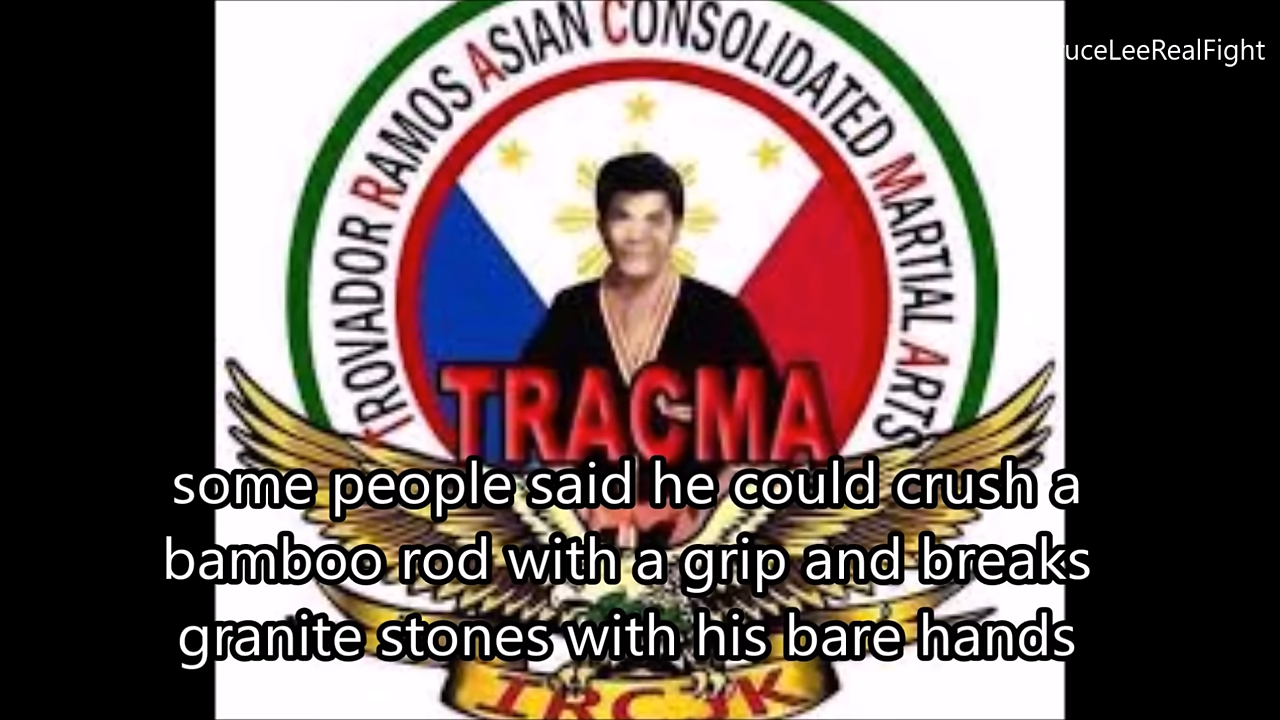 uceLeeRealFight
TROVADOR RAMOS ASIAN CONSOLIDATED MARTIAL ARTS
TRACMA
some people said he could crush a
bamboo rod with a grip and breaks
granite stones with his bare hands
IRCJK